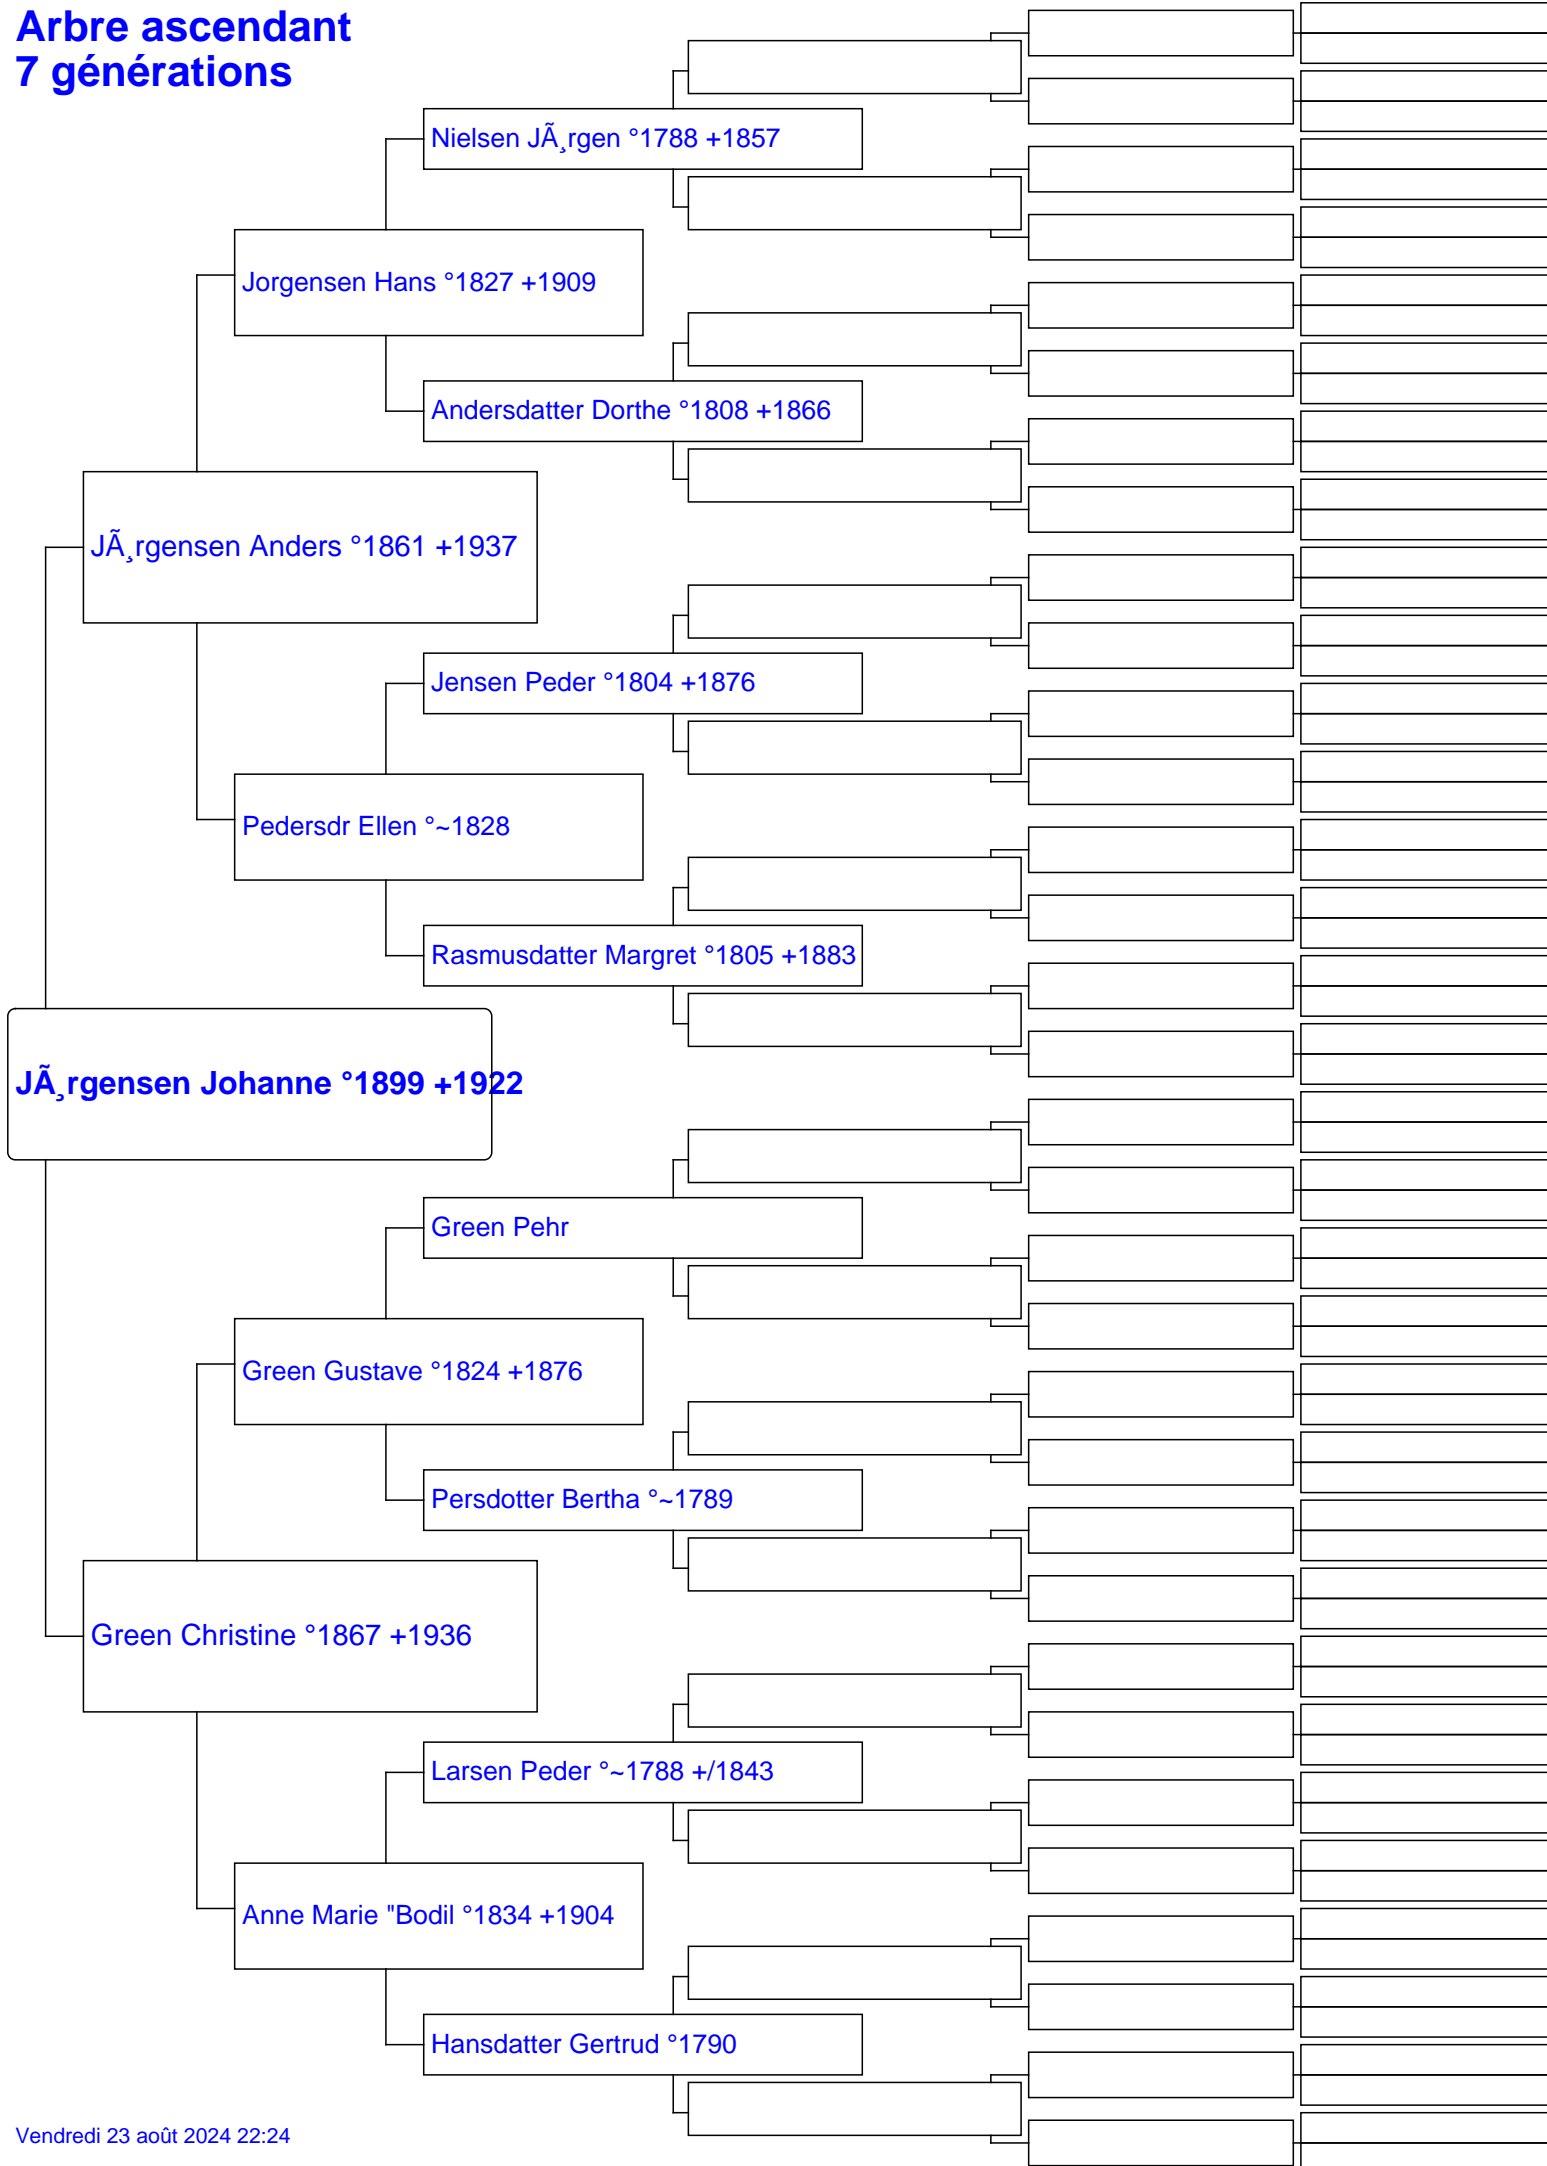 Arbre ascendant
7 générations
Nielsen JÃ¸rgen °1788 +1857
Jorgensen Hans °1827 +1909
Andersdatter Dorthe °1808 +1866
JÃ¸rgensen Anders °1861 +1937
Jensen Peder °1804 +1876
Pedersdr Ellen °~1828
Rasmusdatter Margret °1805 +1883
JÃ¸rgensen Johanne °1899 +1922
Green Pehr
Green Gustave °1824 +1876
Persdotter Bertha °~1789
Green Christine °1867 +1936
Larsen Peder °~1788 +/1843
Anne Marie "Bodil °1834 +1904
Hansdatter Gertrud °1790
Vendredi 23 août 2024 22:24